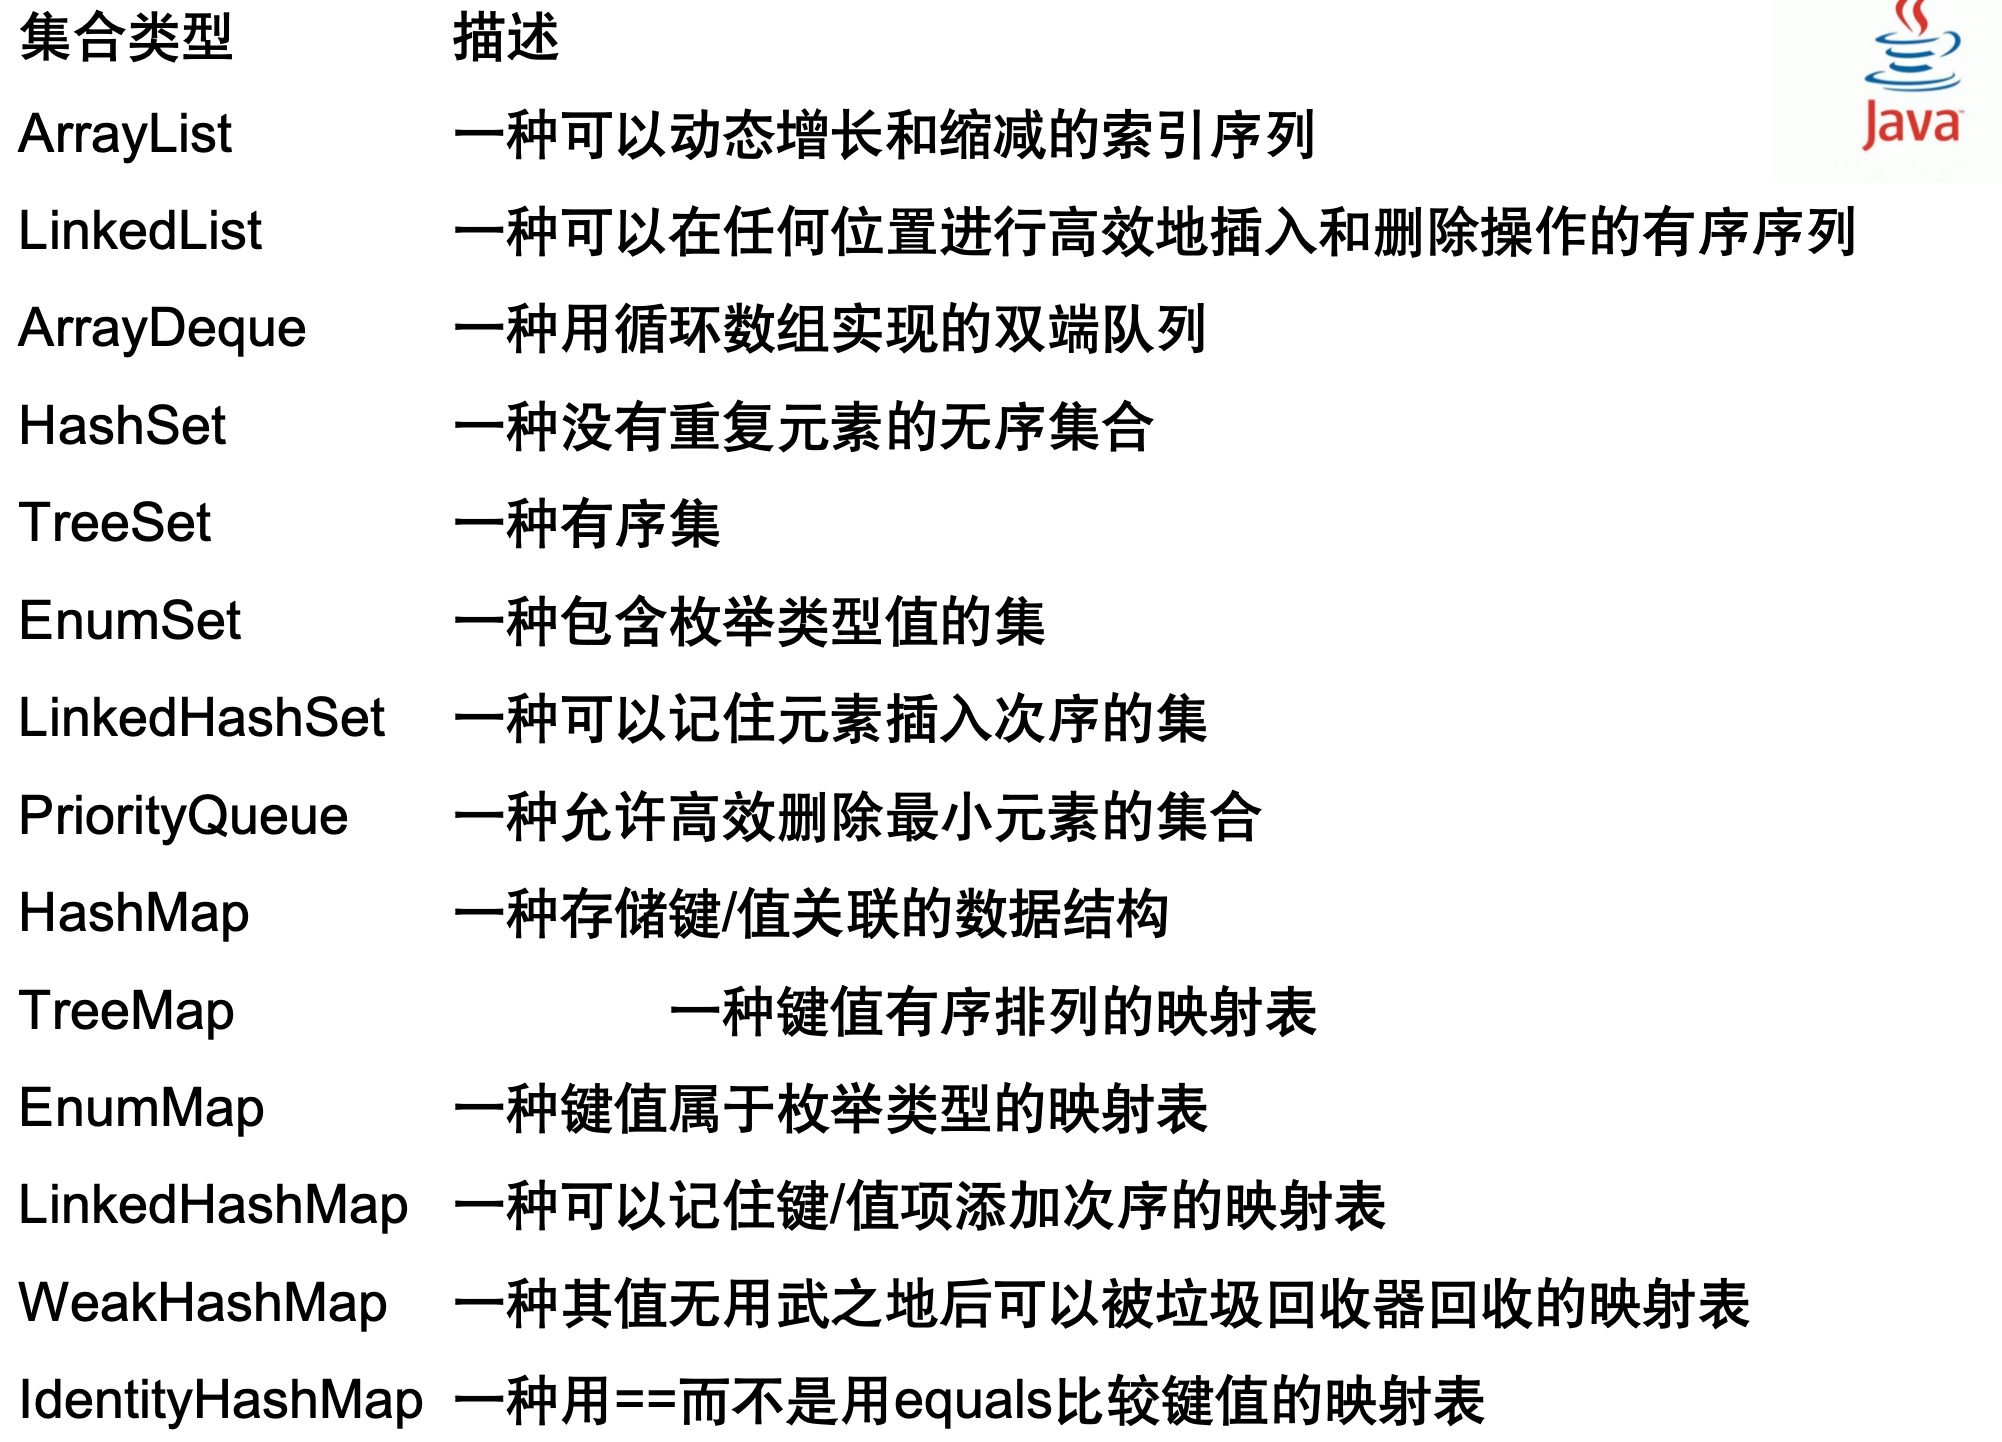 集合类型 描述
Java
ArrayList 一种可以动态增长和缩减的索引序列
LinkedList 一种可以在任何位置进行高效地插入和删除操作的有序序列
ArrayDeque 一种用循环数组实现的双端队列
HashSet 一种没有重复元素的无序集合
TreeSet 一种有序集
EnumSet 一种包含枚举类型值的集
LinkedHashSet 一种可以记住元素插入次序的集
PriorityQueue 一种允许高效删除最小元素的集合
HashMap 一种存储键/值关联的数据结构
TreeMap 一种键值有序排列的映射表
EnumMap 一种键值属于枚举类型的映射表
LinkedHashMap 一种可以记住键/值项添加次序的映射表
WeakHashMap 一种其值无用武之地后可以被垃圾回收器回收的映射表
IdentityHashMap 一种用==而不是用equals比较键值的映射表